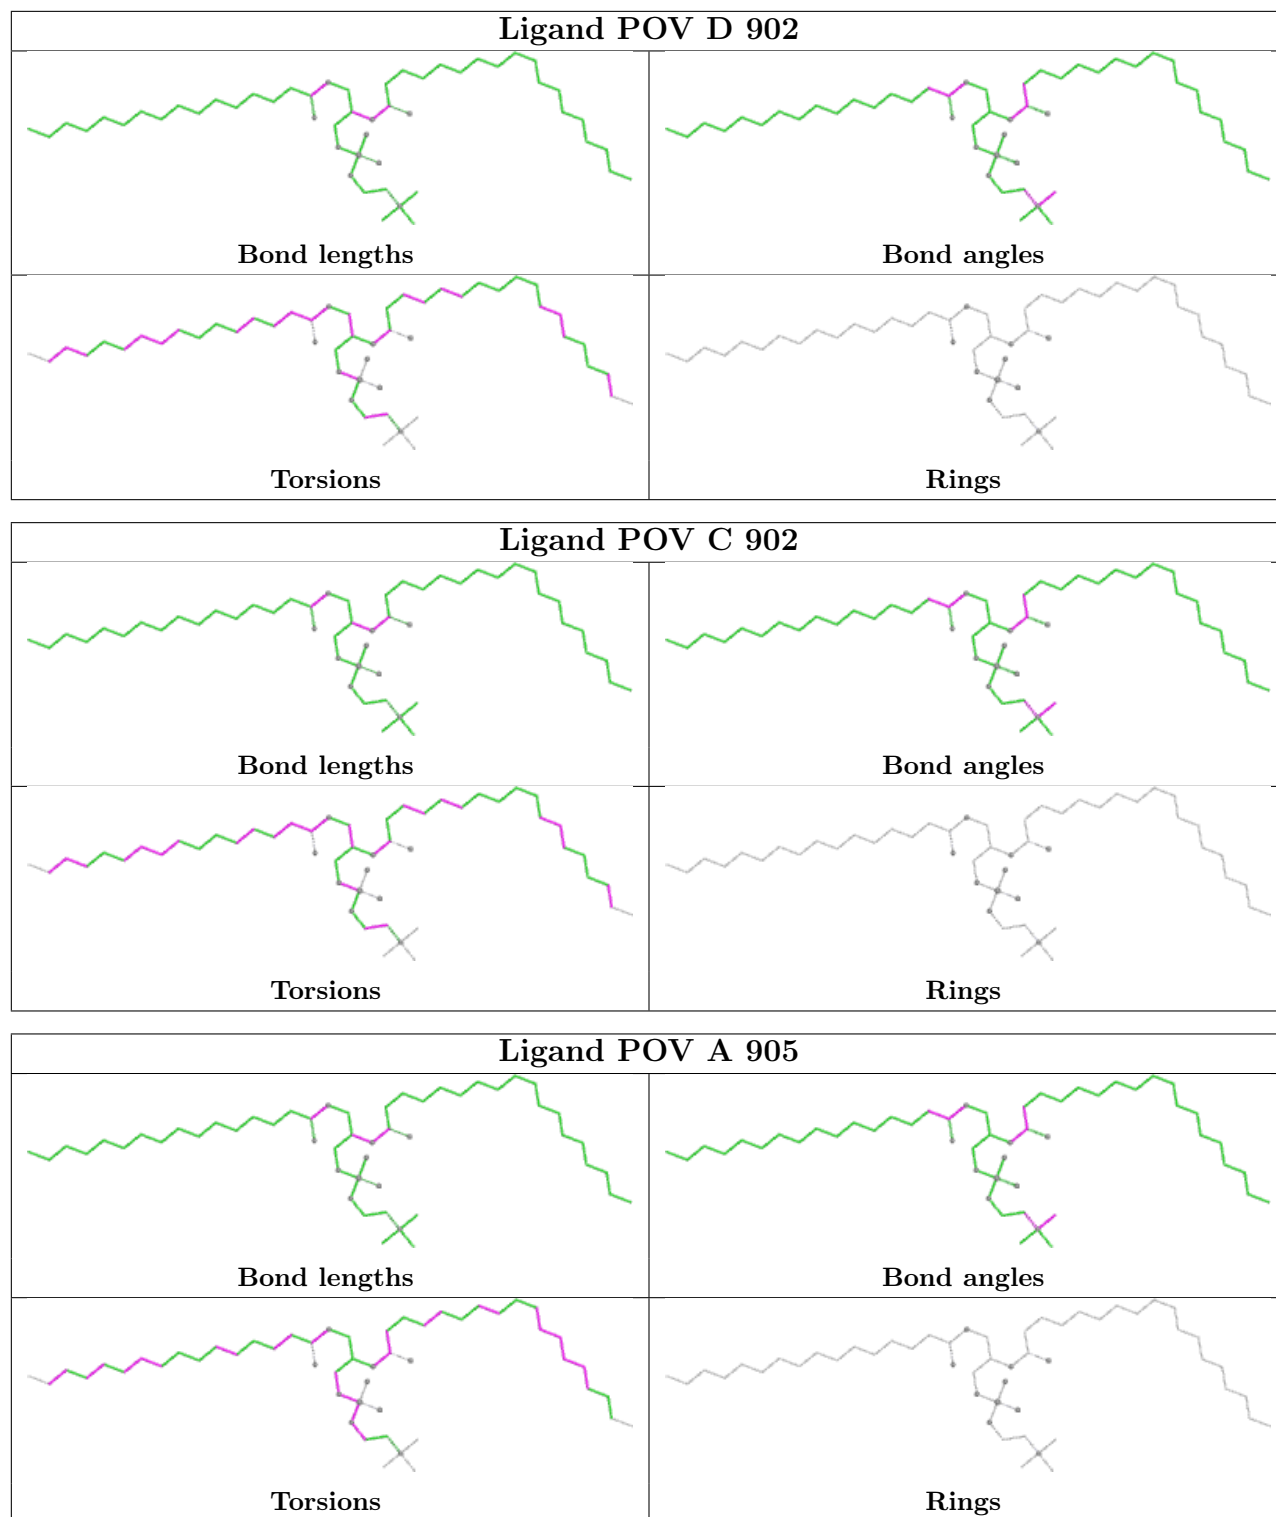 Ligand POV D 902
Bond lengths
Bond angles
Torsions
Rings
Ligand POV C 902
Bond lengths
Bond angles
Torsions
Rings
Ligand POV A 905
Bond lengths
Bond angles
Torsions
Rings